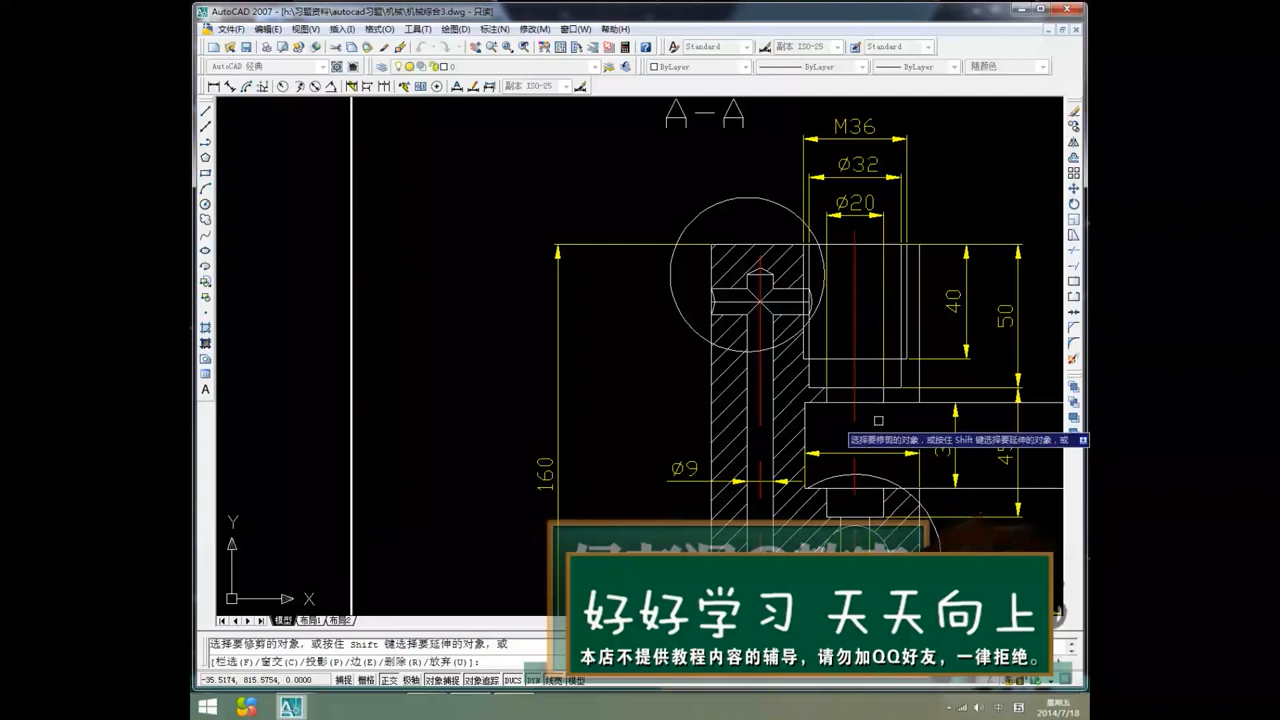 AutoCAD 2007 - [h:\习题资料\autocad习题\机械\机械综合3.dwg - 只读]
文件(F) 编辑(E) 视图(V) 插入(I) 格式(O) 工具(T) 绘图(D) 标注(N) 修改(M) 窗口(W) 帮助(H)
Standard 副本 ISO-25 Standard
AutoCAD 经典 0 ByLayer ByLayer ByLayer 随颜色
副本 ISO-25
A-A
M36
ø32
ø20
40
50
选择要修剪的对象，或按住 Shift 键选择要延伸的对象，或
160
ø9
Y
X
模型 布局1 布局2
好好学习 天天向上
本店不提供教程内容的辅导，请勿加QQ好友，一律拒绝。
选择要修剪的对象，或按住 Shift 键选择要延伸的对象，或
[栏选(F)/窗交(C)/投影(P)/边(E)/删除(R)/放弃(U)]:
-35.5174, 815.5754, 0.0000 捕捉 栅格 正交 极轴 对象捕捉 对象追踪 DUCS DYN 线宽 模型
中 五
星期五
2014/7/18